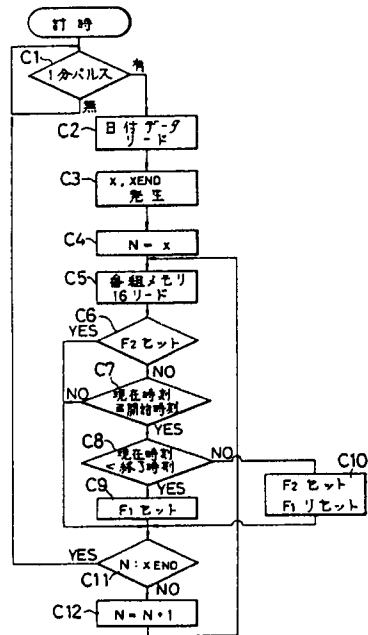 計時
C1
1分パルス
有
無
C2
日付データ
リード
C3
x, XEND
発生
C4
N = x
C5
番組メモリ
16リード
C6
YES
F2セット
NO
C7
NO
現在時刻
≧開始時刻
YES
C8
現在時刻
<終了時刻
NO
YES
C9
F1セット
C10
F2セット
F1リセット
YES
N:XEND
C11
NO
C12
N=N+1